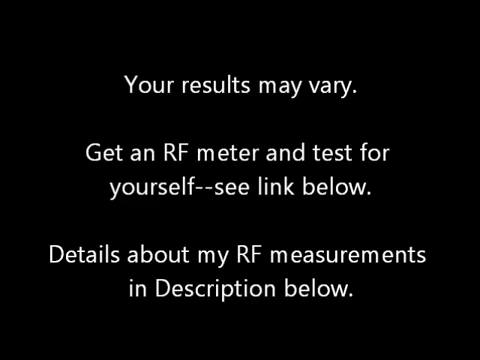 Your results may vary.
Get an RF meter and test for
yourself--see link below.
Details about my RF measurements
in Description below.